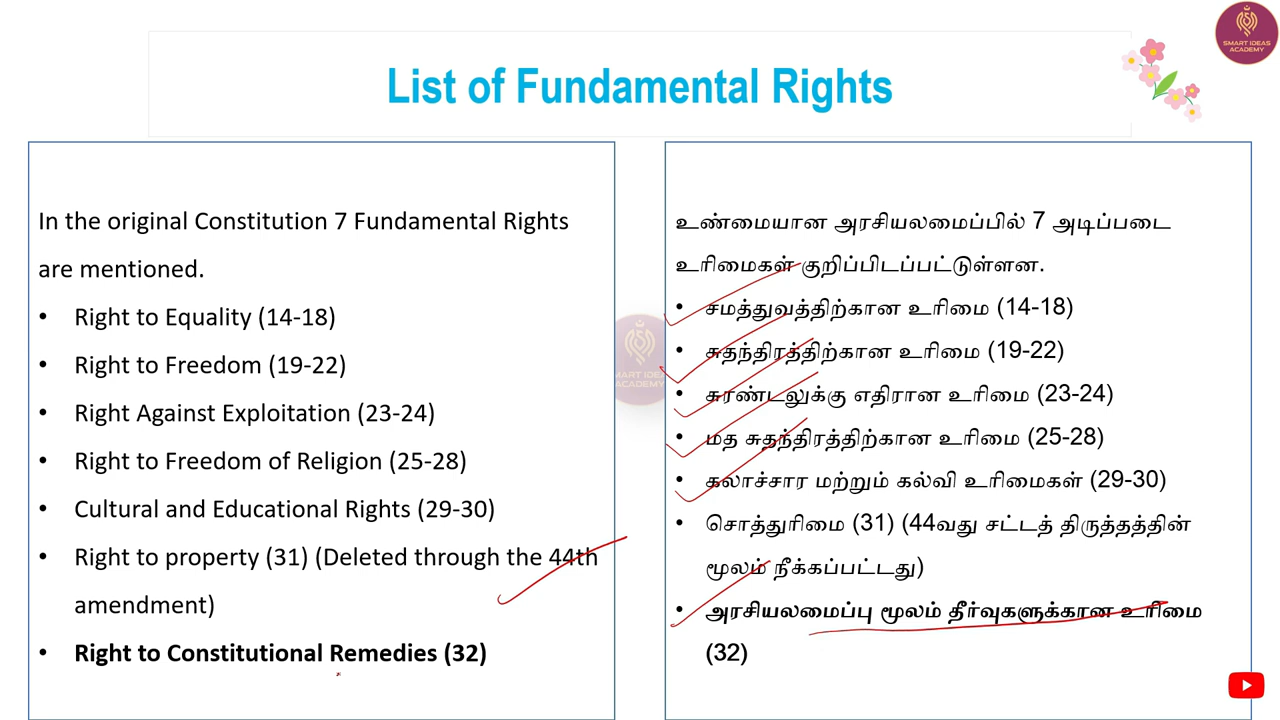 SMART IDEAS
ACADEMY
List of Fundamental Rights
In the original Constitution 7 Fundamental Rights
are mentioned.
• Right to Equality (14-18)
• Right to Freedom (19-22)
• Right Against Exploitation (23-24)
• Right to Freedom of Religion (25-28)
• Cultural and Educational Rights (29-30)
• Right to property (31) (Deleted through the 44th
amendment)
• Right to Constitutional Remedies (32)
SMART IDEAS
ACADEMY
உண்மையான அரசியலமைப்பில் 7 அடிப்படை
உரிமைகள் குறிப்பிடப்பட்டுள்ளன.
• சமத்துவத்திற்கான உரிமை (14-18)
• சுதந்திரத்திற்கான உரிமை (19-22)
• சுரண்டலுக்கு எதிரான உரிமை (23-24)
• மத சுதந்திரத்திற்கான உரிமை (25-28)
• கலாச்சார மற்றும் கல்வி உரிமைகள் (29-30)
• சொத்துரிமை (31) (44வது சட்டத் திருத்தத்தின்
மூலம் நீக்கப்பட்டது)
• அரசியலமைப்பு மூலம் தீர்வுகளுக்கான உரிமை
(32)